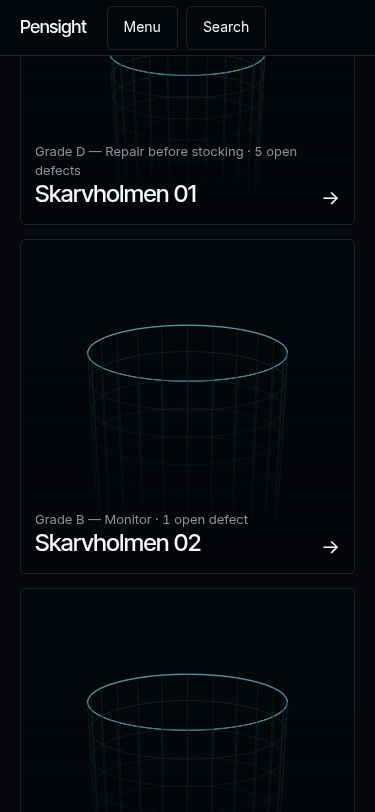 Pensight
Menu
Search
Grade D — Repair before stocking · 5 open
defects
Skarvholmen 01
→
Grade B — Monitor · 1 open defect
Skarvholmen 02
→